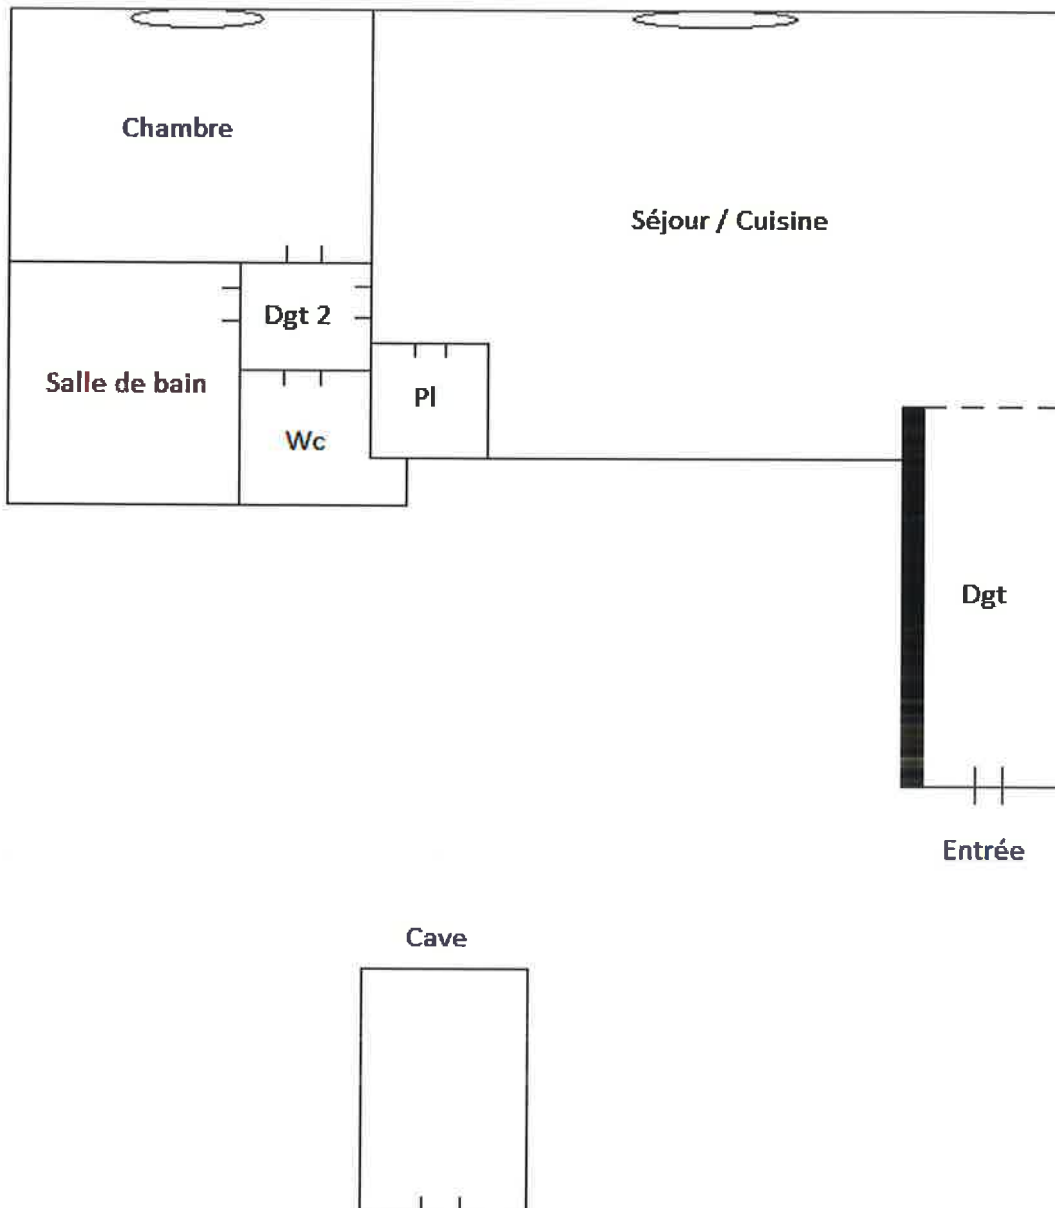 Chambre
Séjour / Cuisine
Dgt 2
Salle de bain
Pl
Wc
Dgt
Entrée
Cave